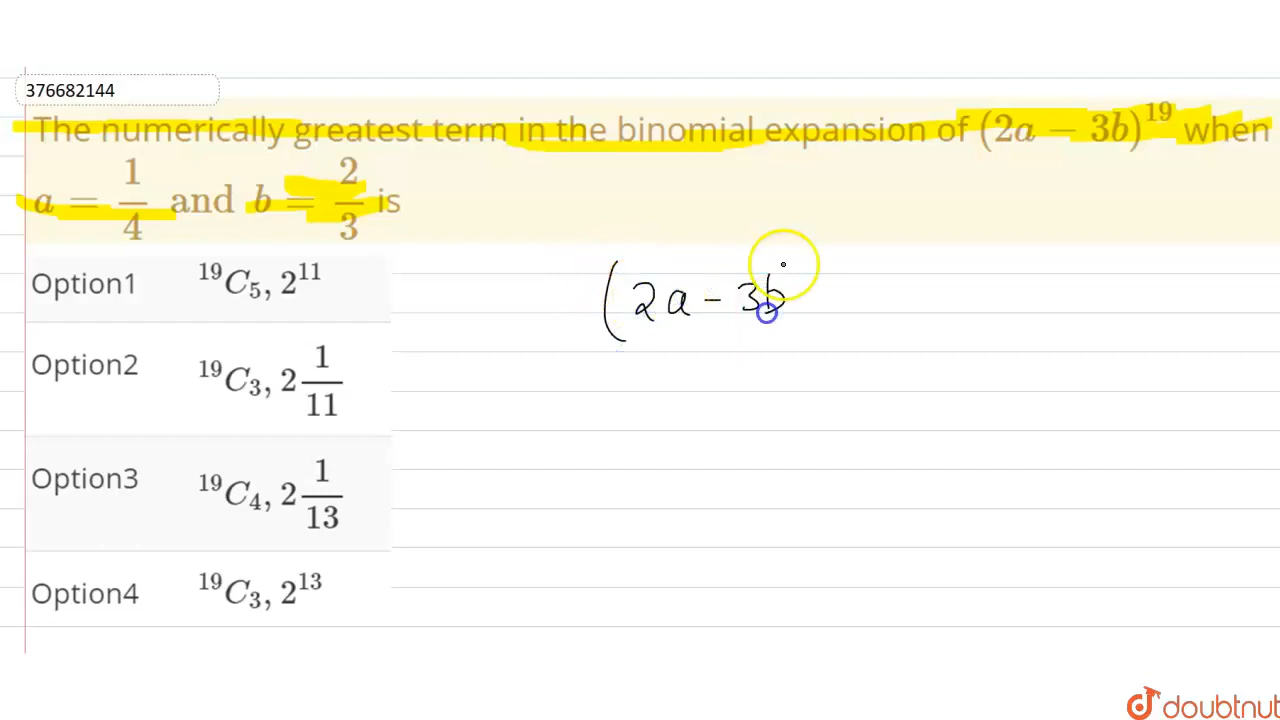 376682144
The numerically greatest term in the binomial expansion of (2a − 3b)^19 when
a = 1/4 and b = 2/3 is
Option1 ^19C_5, 2^11
(2a − 3b
Option2 ^19C_3, 2 1/11
Option3 ^19C_4, 2 1/13
Option4 ^19C_3, 2^13
doubtnut